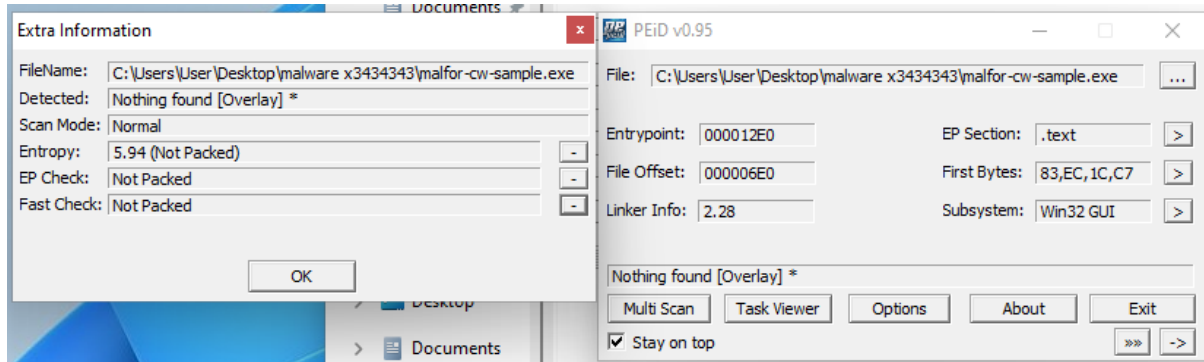 Documents
Extra Information
x
FileName: C:\Users\User\Desktop\malware x3434343\malfor-cw-sample.exe
Detected: Nothing found [Overlay] *
Scan Mode: Normal
Entropy: 5.94 (Not Packed) -
EP Check: Not Packed -
Fast Check: Not Packed -
OK
PEiD v0.95
File: C:\Users\User\Desktop\malware x3434343\malfor-cw-sample.exe ...
Entrypoint: 000012E0 EP Section: .text >
File Offset: 000006E0 First Bytes: 83,EC,1C,C7 >
Linker Info: 2.28 Subsystem: Win32 GUI >
Nothing found [Overlay] *
Multi Scan Task Viewer Options About Exit
Stay on top »» ->
Desktop
Documents